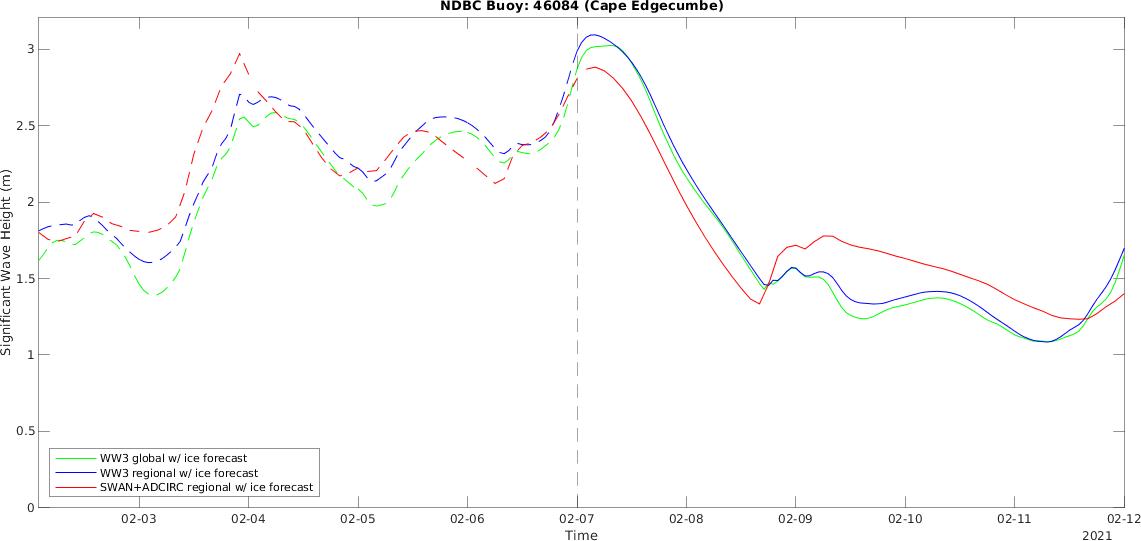 NDBC Buoy: 46084 (Cape Edgecumbe)
3
2.5
2
1.5
1
0.5
0
Significant Wave Height (m)
WW3 global w/ ice forecast
WW3 regional w/ ice forecast
SWAN+ADCIRC regional w/ ice forecast
02-03 02-04 02-05 02-06 02-07 02-08 02-09 02-10 02-11 02-12
Time
2021